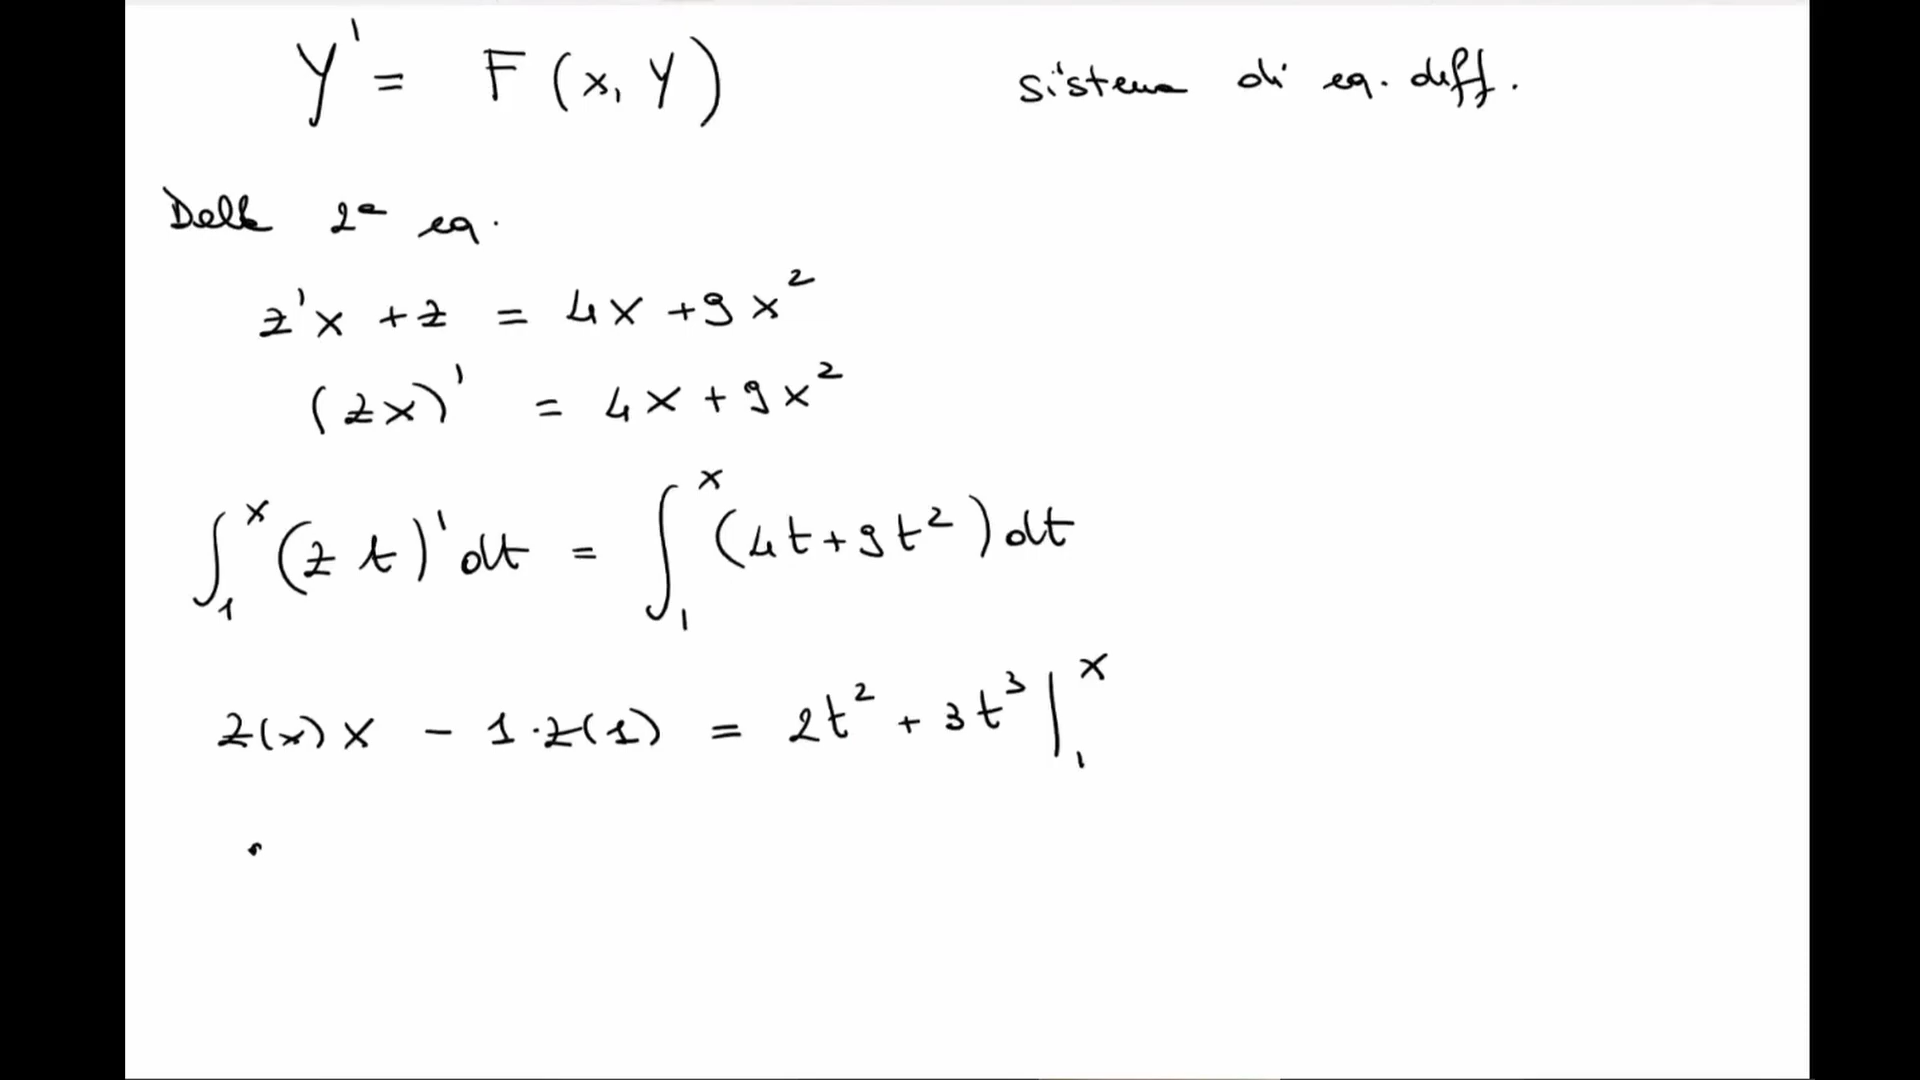 Y' = F(x, Y) sistema di eq. diff.
Dalla 2ª eq.
z'x + z = 4x + 9x²
(zx)' = 4x + 9x²
∫₁ˣ (z t)' dt = ∫₁ˣ (4t + 9t²) dt
z(x) x - 1·z(1) = 2t² + 3t³ |₁ˣ